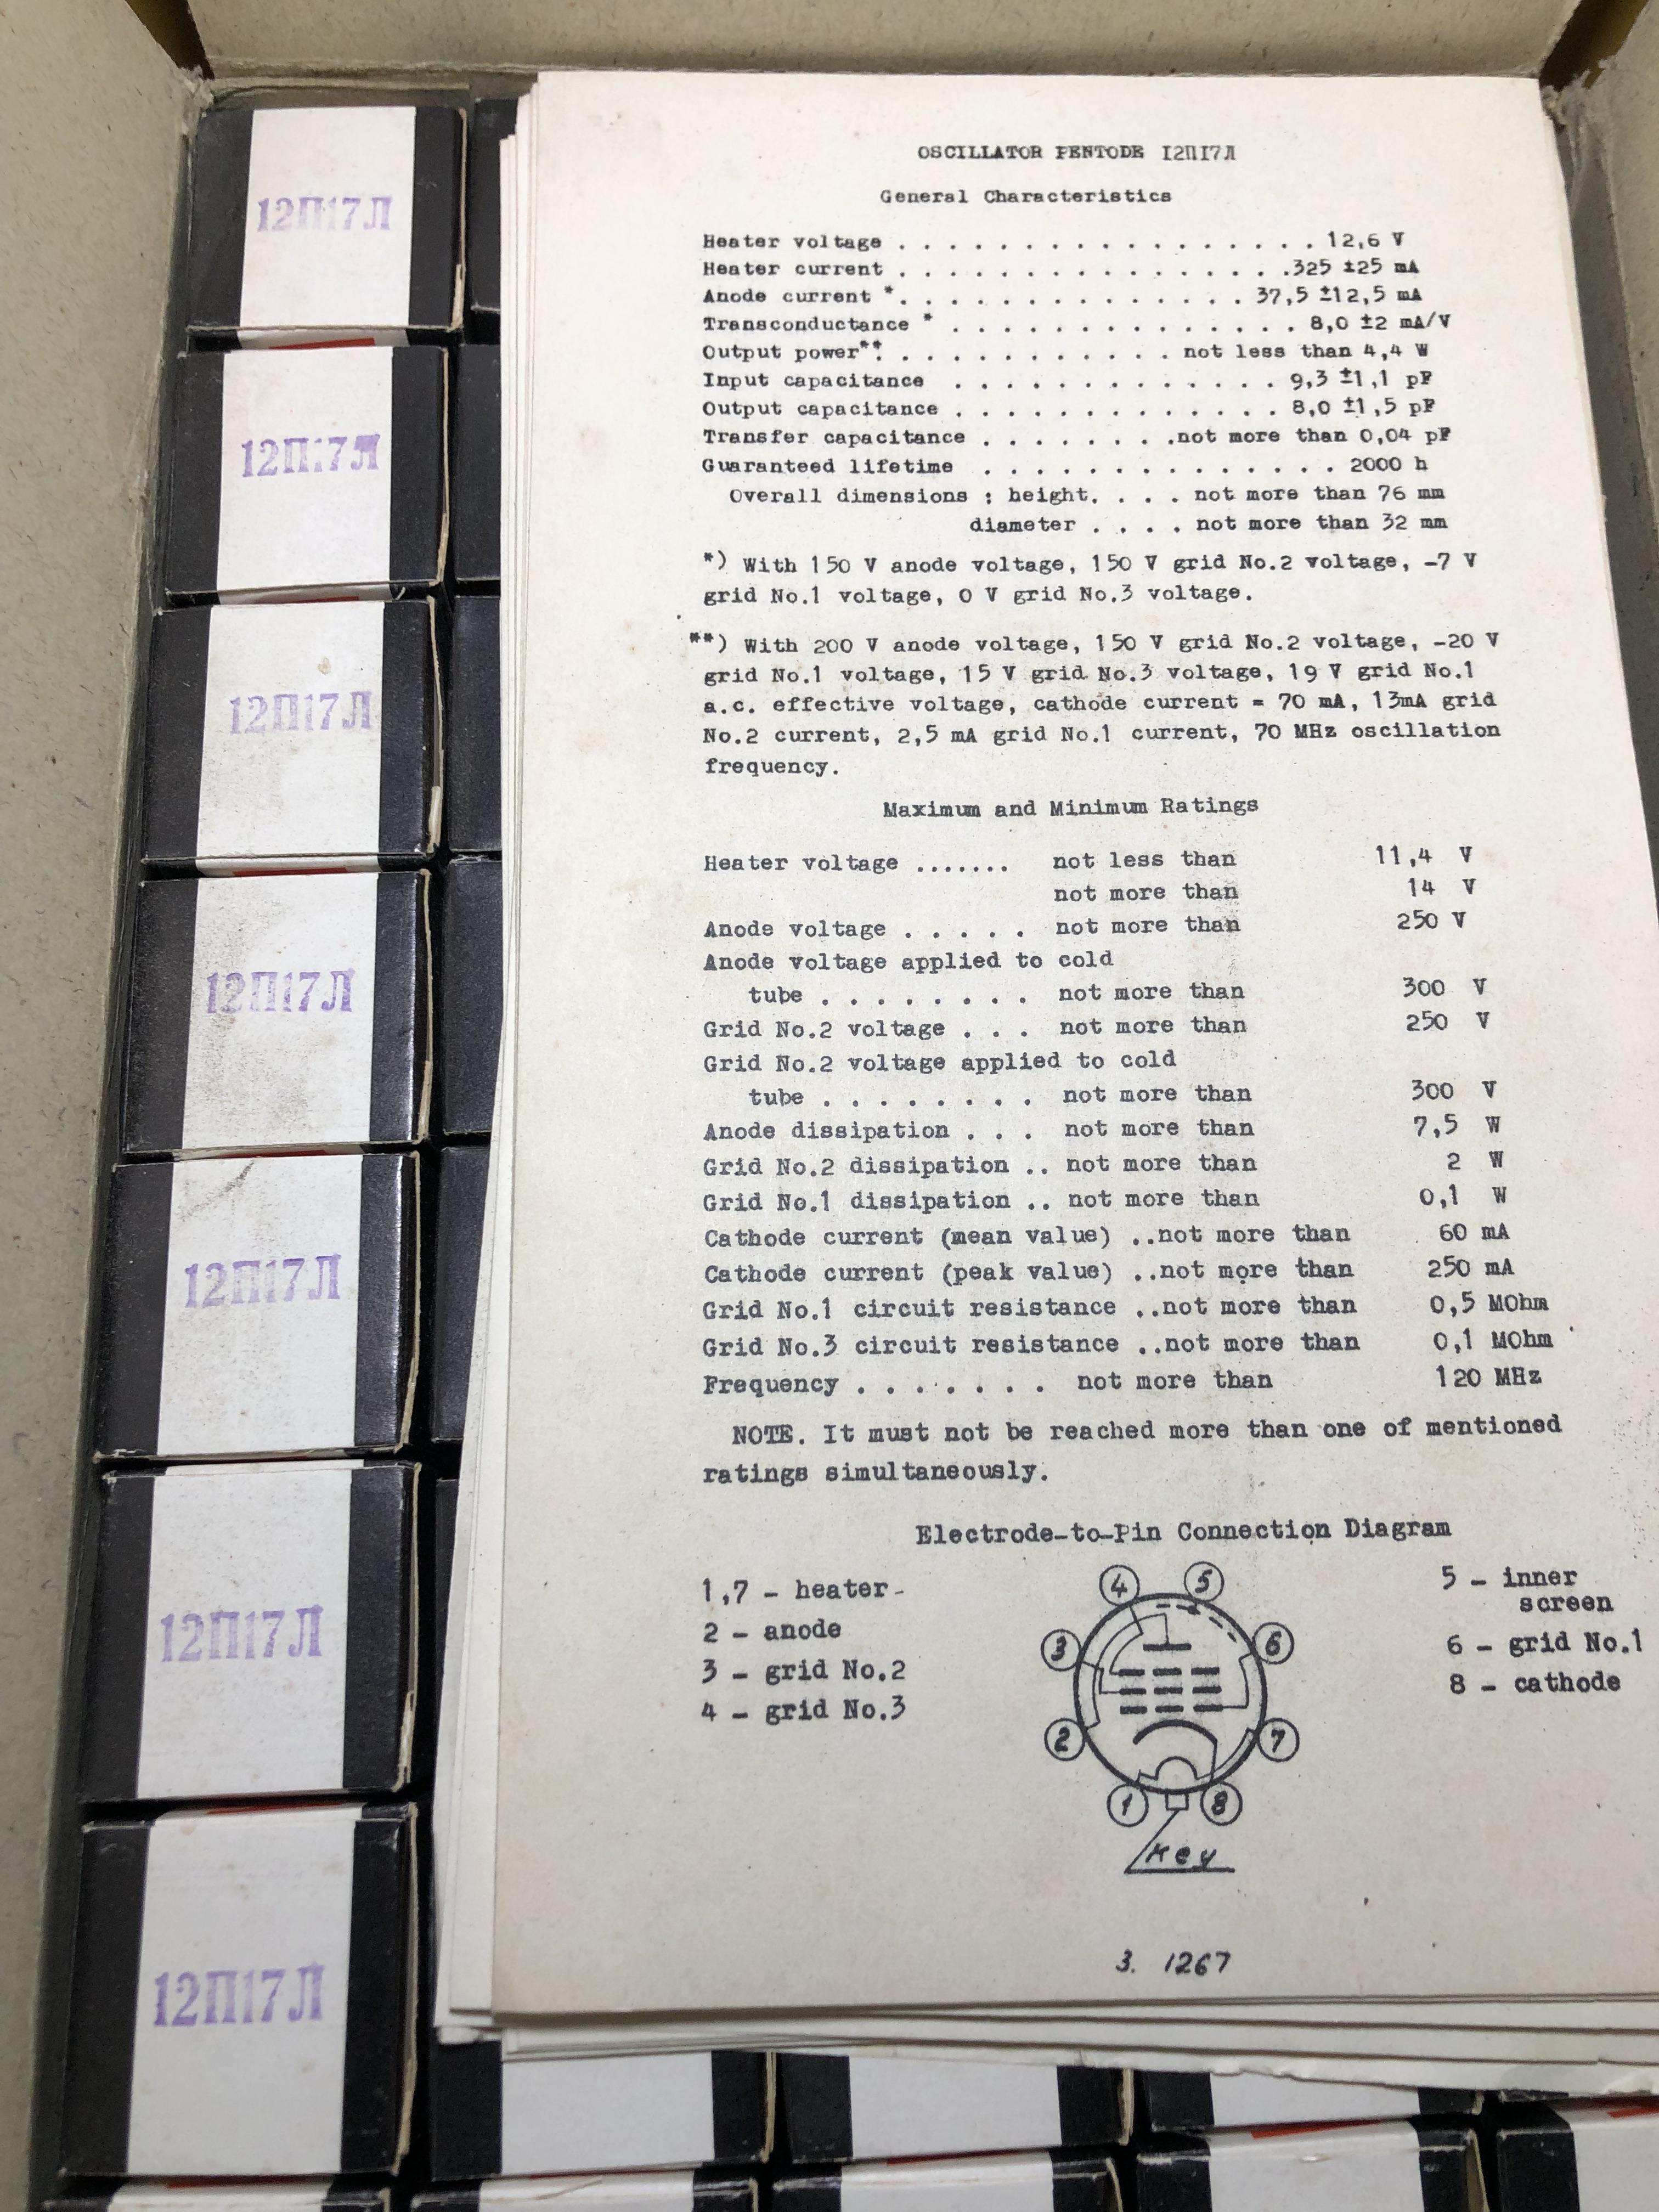 12П17Л
12П17Л
12П17Л
12П17Л
12П17Л
12П17Л
12П17Л
OSCILLATOR PENTODE I2ПI7Л
General Characteristics
Heater voltage . . . . . . . . . . . . . . . . . 12,6 V
Heater current . . . . . . . . . . . . . . . . .325 ±25 mA
Anode current *. . . . . . . . . . . . . . . 37,5 ±12,5 mA
Transconductance * . . . . . . . . . . . . . . . 8,0 ±2 mA/V
Output power**. . . . . . . . . . . . not less than 4,4 W
Input capacitance . . . . . . . . . . . . . . 9,3 ±1,1 pF
Output capacitance . . . . . . . . . . . . . . 8,0 ±1,5 pF
Transfer capacitance . . . . . . . .not more than 0,04 pF
Guaranteed lifetime . . . . . . . . . . . . . . . 2000 h
Overall dimensions : height. . . . not more than 76 mm
diameter . . . . not more than 32 mm
*) With 150 V anode voltage, 150 V grid No.2 voltage, -7 V
grid No.1 voltage, 0 V grid No.3 voltage.
**) With 200 V anode voltage, 150 V grid No.2 voltage, -20 V
grid No.1 voltage, 15 V grid No.3 voltage, 19 V grid No.1
a.c. effective voltage, cathode current = 70 mA, 13mA grid
No.2 current, 2,5 mA grid No.1 current, 70 MHz oscillation
frequency.
Maximum and Minimum Ratings
Heater voltage ....... not less than 11,4 V
not more than 14 V
Anode voltage . . . . . not more than 250 V
Anode voltage applied to cold
tube . . . . . . . . not more than 300 V
Grid No.2 voltage . . . not more than 250 V
Grid No.2 voltage applied to cold
tube . . . . . . . . not more than 300 V
Anode dissipation . . . not more than 7,5 W
Grid No.2 dissipation .. not more than 2 W
Grid No.1 dissipation .. not more than 0,1 W
Cathode current (mean value) ..not more than 60 mA
Cathode current (peak value) ..not more than 250 mA
Grid No.1 circuit resistance ..not more than 0,5 MOhm
Grid No.3 circuit resistance ..not more than 0,1 MOhm
Frequency . . . . . . . not more than 120 MHz
NOTE. It must not be reached more than one of mentioned
ratings simultaneously.
Electrode-to-Pin Connection Diagram
1,7 - heater
2 - anode
3 - grid No.2
4 - grid No.3
4 5
3 6
2 7
1 8
Key
5 - inner
screen
6 - grid No.1
8 - cathode
3. 1267